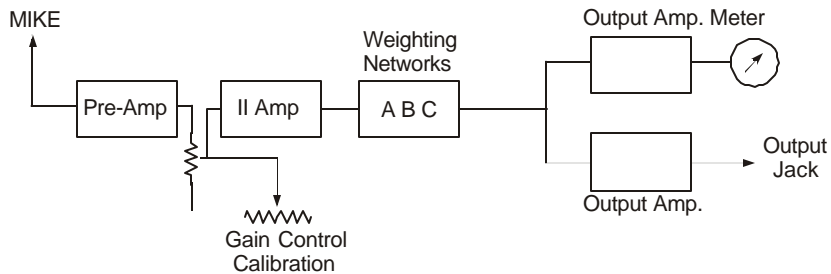 MIKE
Pre-Amp
II Amp
Weighting
Networks
A B C
Output Amp. Meter
Output
Jack
Output Amp.
Gain Control
Calibration